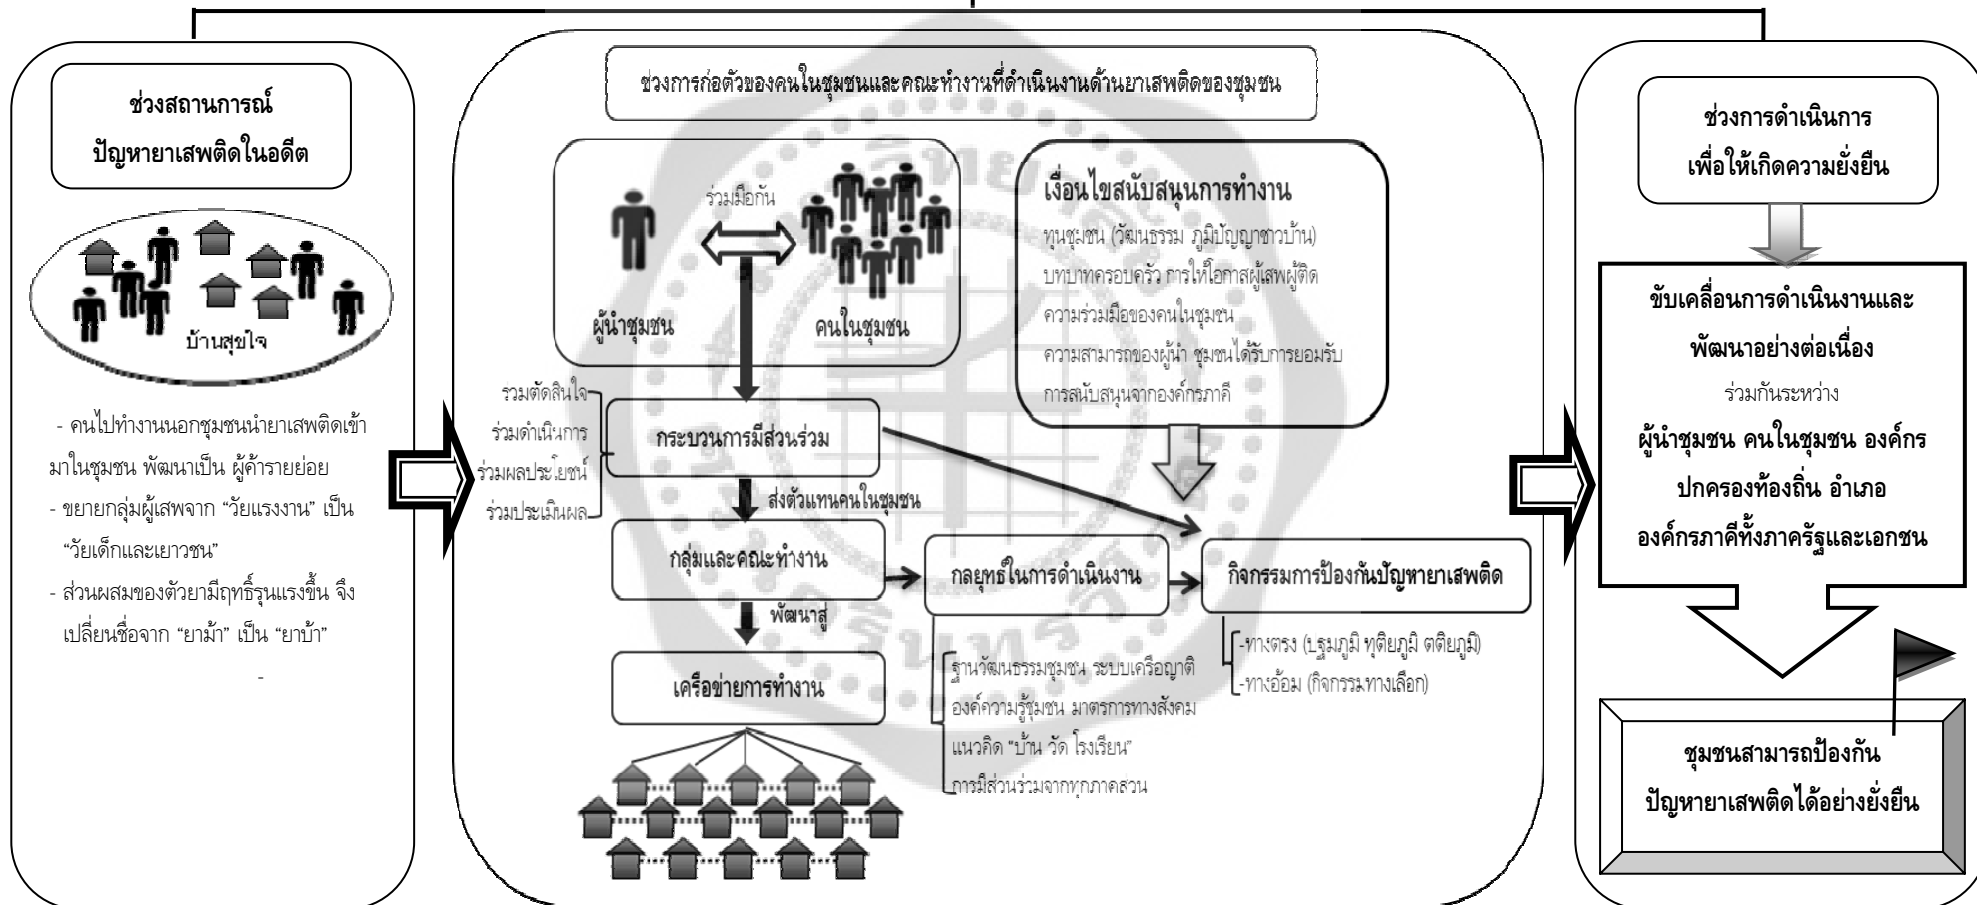 ช่วงสถานการณ์
ปัญหายาเสพติดในอดีต
บ้านสุขใจ
- คนไปทำงานนอกชุมชนนำยาเสพติดเข้า
มาในชุมชน พัฒนาเป็น ผู้ค้ารายย่อย
- ขยายกลุ่มผู้เสพจาก “วัยแรงงาน” เป็น
“วัยเด็กและเยาวชน”
- ส่วนผสมของตัวยามีฤทธิ์รุนแรงขึ้น จึง
เปลี่ยนชื่อจาก “ยาม้า” เป็น “ยาบ้า”
-
ช่วงการก่อตัวของคนในชุมชนและคณะทำงานที่ดำเนินงานด้านยาเสพติดของชุมชน
ร่วมมือกัน
ผู้นำชุมชน
คนในชุมชน
เงื่อนไขสนับสนุนการทำงาน
ทุนชุมชน (วัฒนธรรม ภูมิปัญญาชาวบ้าน)
บทบาทครอบครัว การให้โอกาสผู้เสพผู้ติด
ความร่วมมือของคนในชุมชน
ความสามารถของผู้นำ ชุมชนได้รับการยอมรับ
การสนับสนุนจากองค์กรภาคี
รวมตัดสินใจ
ร่วมดำเนินการ
ร่วมผลประโยชน์
ร่วมประเมินผล
กระบวนการมีส่วนร่วม
ส่งตัวแทนคนในชุมชน
กลุ่มและคณะทำงาน
กลยุทธ์ในการดำเนินงาน
กิจกรรมการป้องกันปัญหายาเสพติด
พัฒนาสู่
เครือข่ายการทำงาน
ฐานวัฒนธรรมชุมชน ระบบเครือญาติ
องค์ความรู้ชุมชน มาตรการทางสังคม
แนวคิด “บ้าน วัด โรงเรียน”
การมีส่วนร่วมจากทุกภาคส่วน
-ทางตรง (ปฐมภูมิ ทุติยภูมิ ตติยภูมิ)
-ทางอ้อม (กิจกรรมทางเลือก)
ช่วงการดำเนินการ
เพื่อให้เกิดความยั่งยืน
ขับเคลื่อนการดำเนินงานและ
พัฒนาอย่างต่อเนื่อง
ร่วมกันระหว่าง
ผู้นำชุมชน คนในชุมชน องค์กร
ปกครองท้องถิ่น อำเภอ
องค์กรภาคีทั้งภาครัฐและเอกชน
ชุมชนสามารถป้องกัน
ปัญหายาเสพติดได้อย่างยั่งยืน